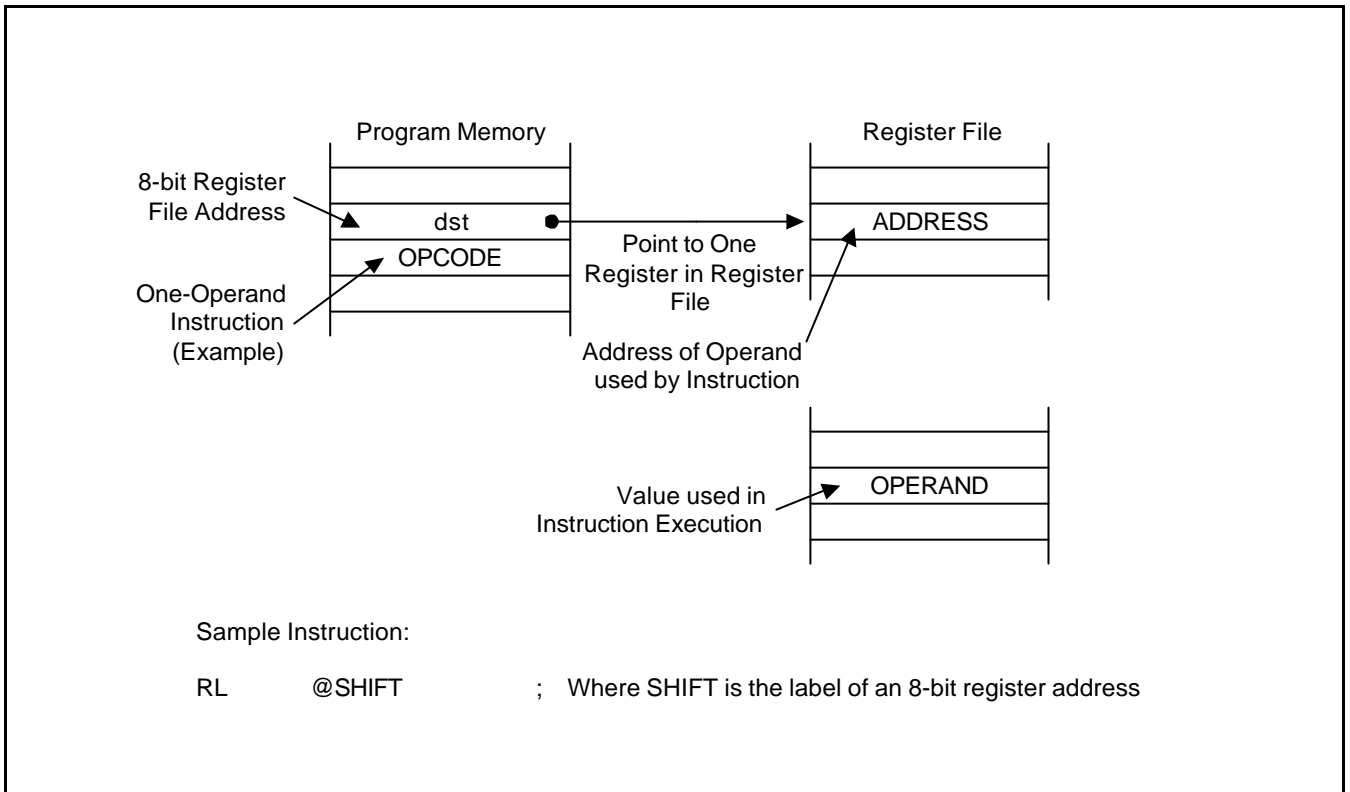 Program Memory
Register File
8-bit Register
File Address
dst
ADDRESS
OPCODE
Point to One
Register in Register
File
One-Operand
Instruction
(Example)
Address of Operand
used by Instruction
OPERAND
Value used in
Instruction Execution
Sample Instruction:
RL @SHIFT ; Where SHIFT is the label of an 8-bit register address